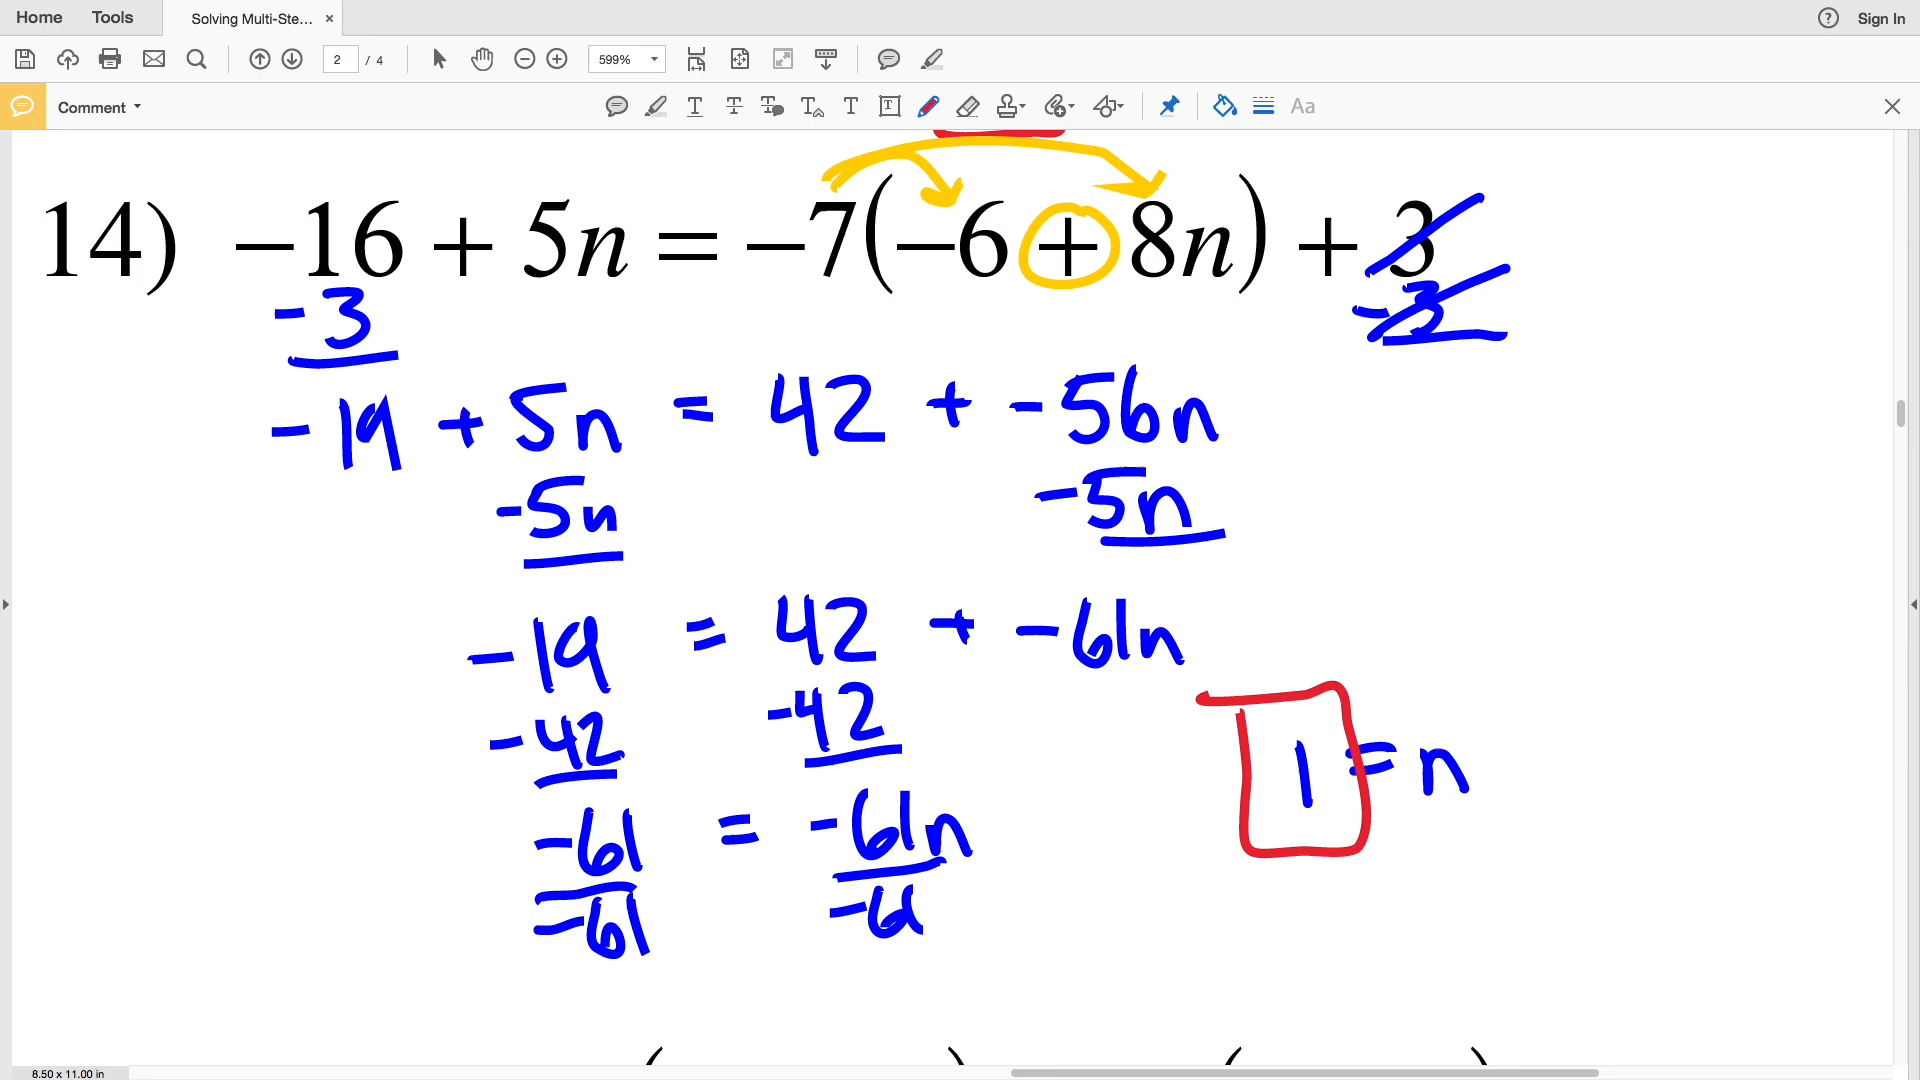 Home Tools Solving Multi-Ste... × ? Sign In
2 / 4 599%
Comment Aa
14) −16 + 5n = −7(−6 + 8n) + 3
-3 -3
-19 + 5n = 42 + -56n
-5n -5n
-19 = 42 + -61n
-42 -42
1 = n
-61 = -61n
-61 -61
8.50 x 11.00 in